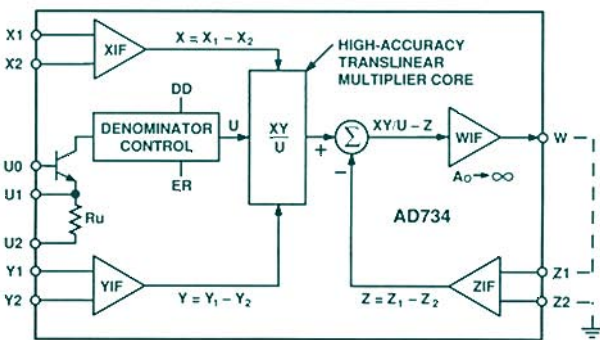 X1
X2
XIF
X = X₁ – X₂
HIGH-ACCURACY
TRANSLINEAR
MULTIPLIER CORE
DD
DENOMINATOR
CONTROL
U
ER
XY
U
+
Σ
–
XY/U – Z
WIF
A₀→∞
W
U0
U1
Ru
U2
AD734
Y1
Y2
YIF
Y = Y₁ – Y₂
Z = Z₁ – Z₂
ZIF
Z1
Z2